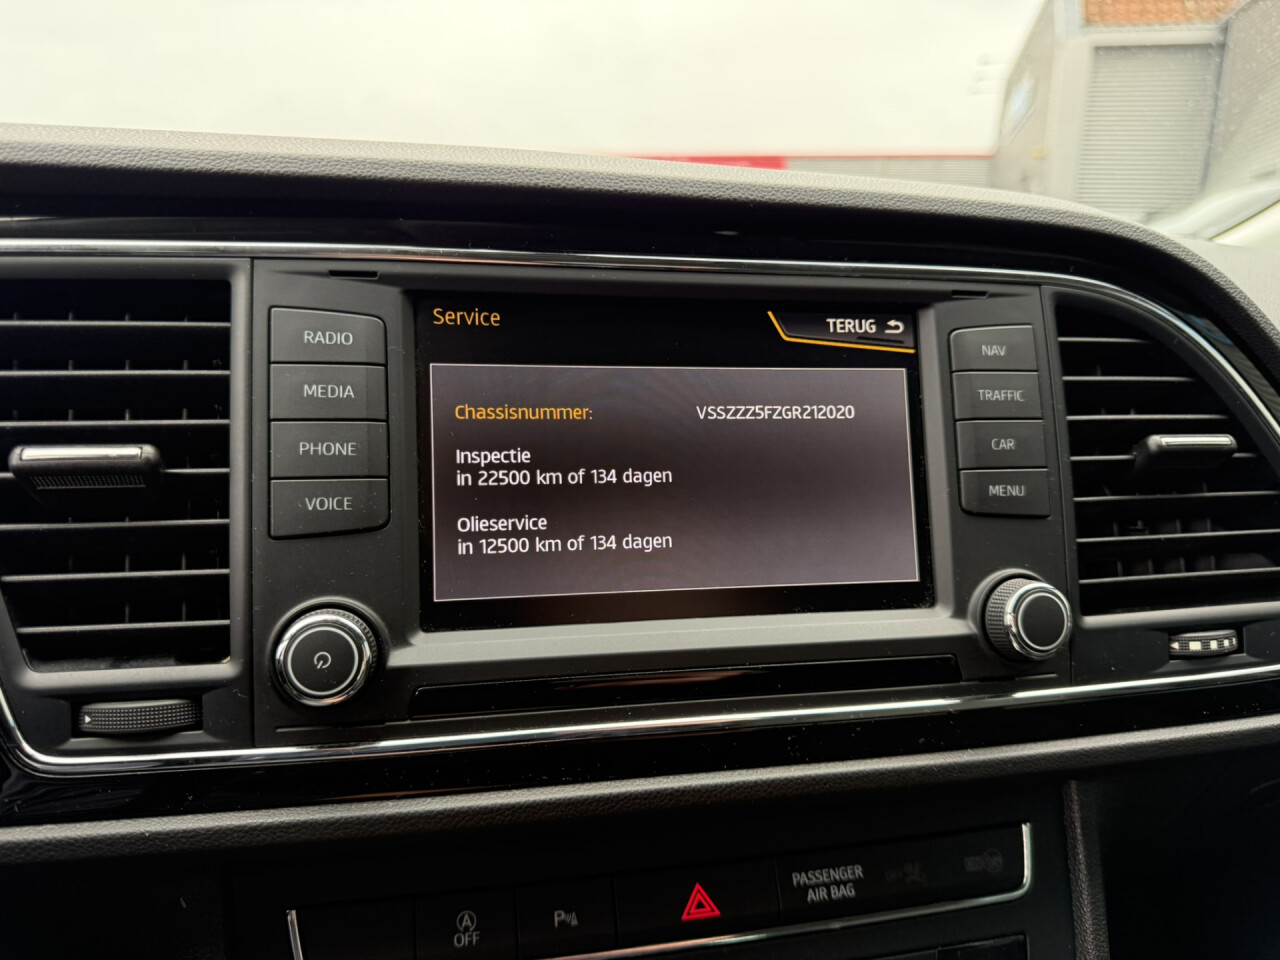 Service
TERUG
RADIO
MEDIA
PHONE
VOICE
Chassisnummer: VSSZZZ5FZGR212020
Inspectie
in 22500 km of 134 dagen
Olieservice
in 12500 km of 134 dagen
NAV
TRAFFIC
CAR
MENU
A
OFF
P
PASSENGER
AIR BAG